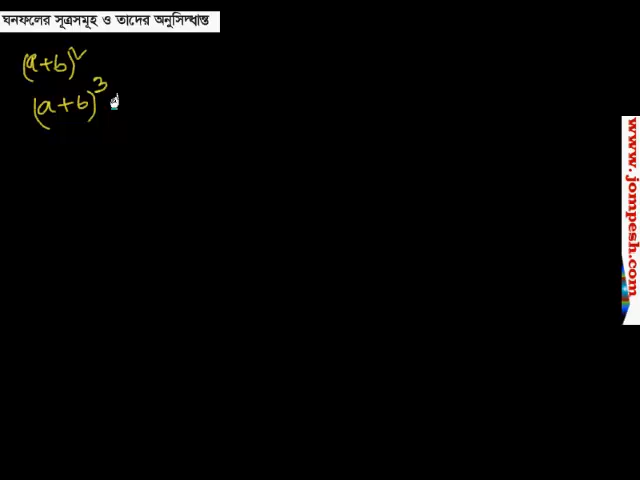 ঘনফলের সূত্রসমূহ ও তাদের অনুসিদ্ধান্ত
(a+b)²
(a+b)³
www.jompesh.com